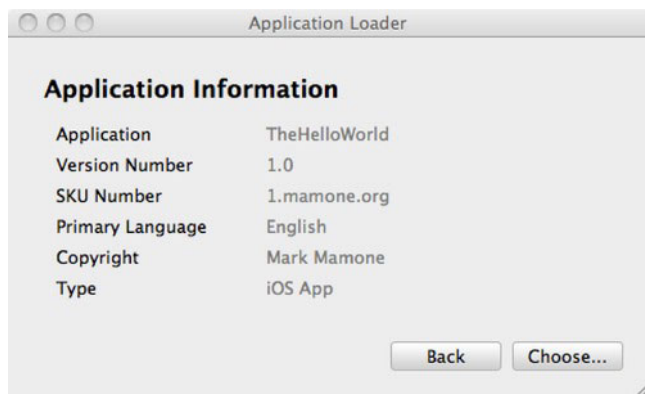 Application Loader
Application Information
Application TheHelloWorld
Version Number 1.0
SKU Number 1.mamone.org
Primary Language English
Copyright Mark Mamone
Type iOS App
Back Choose...